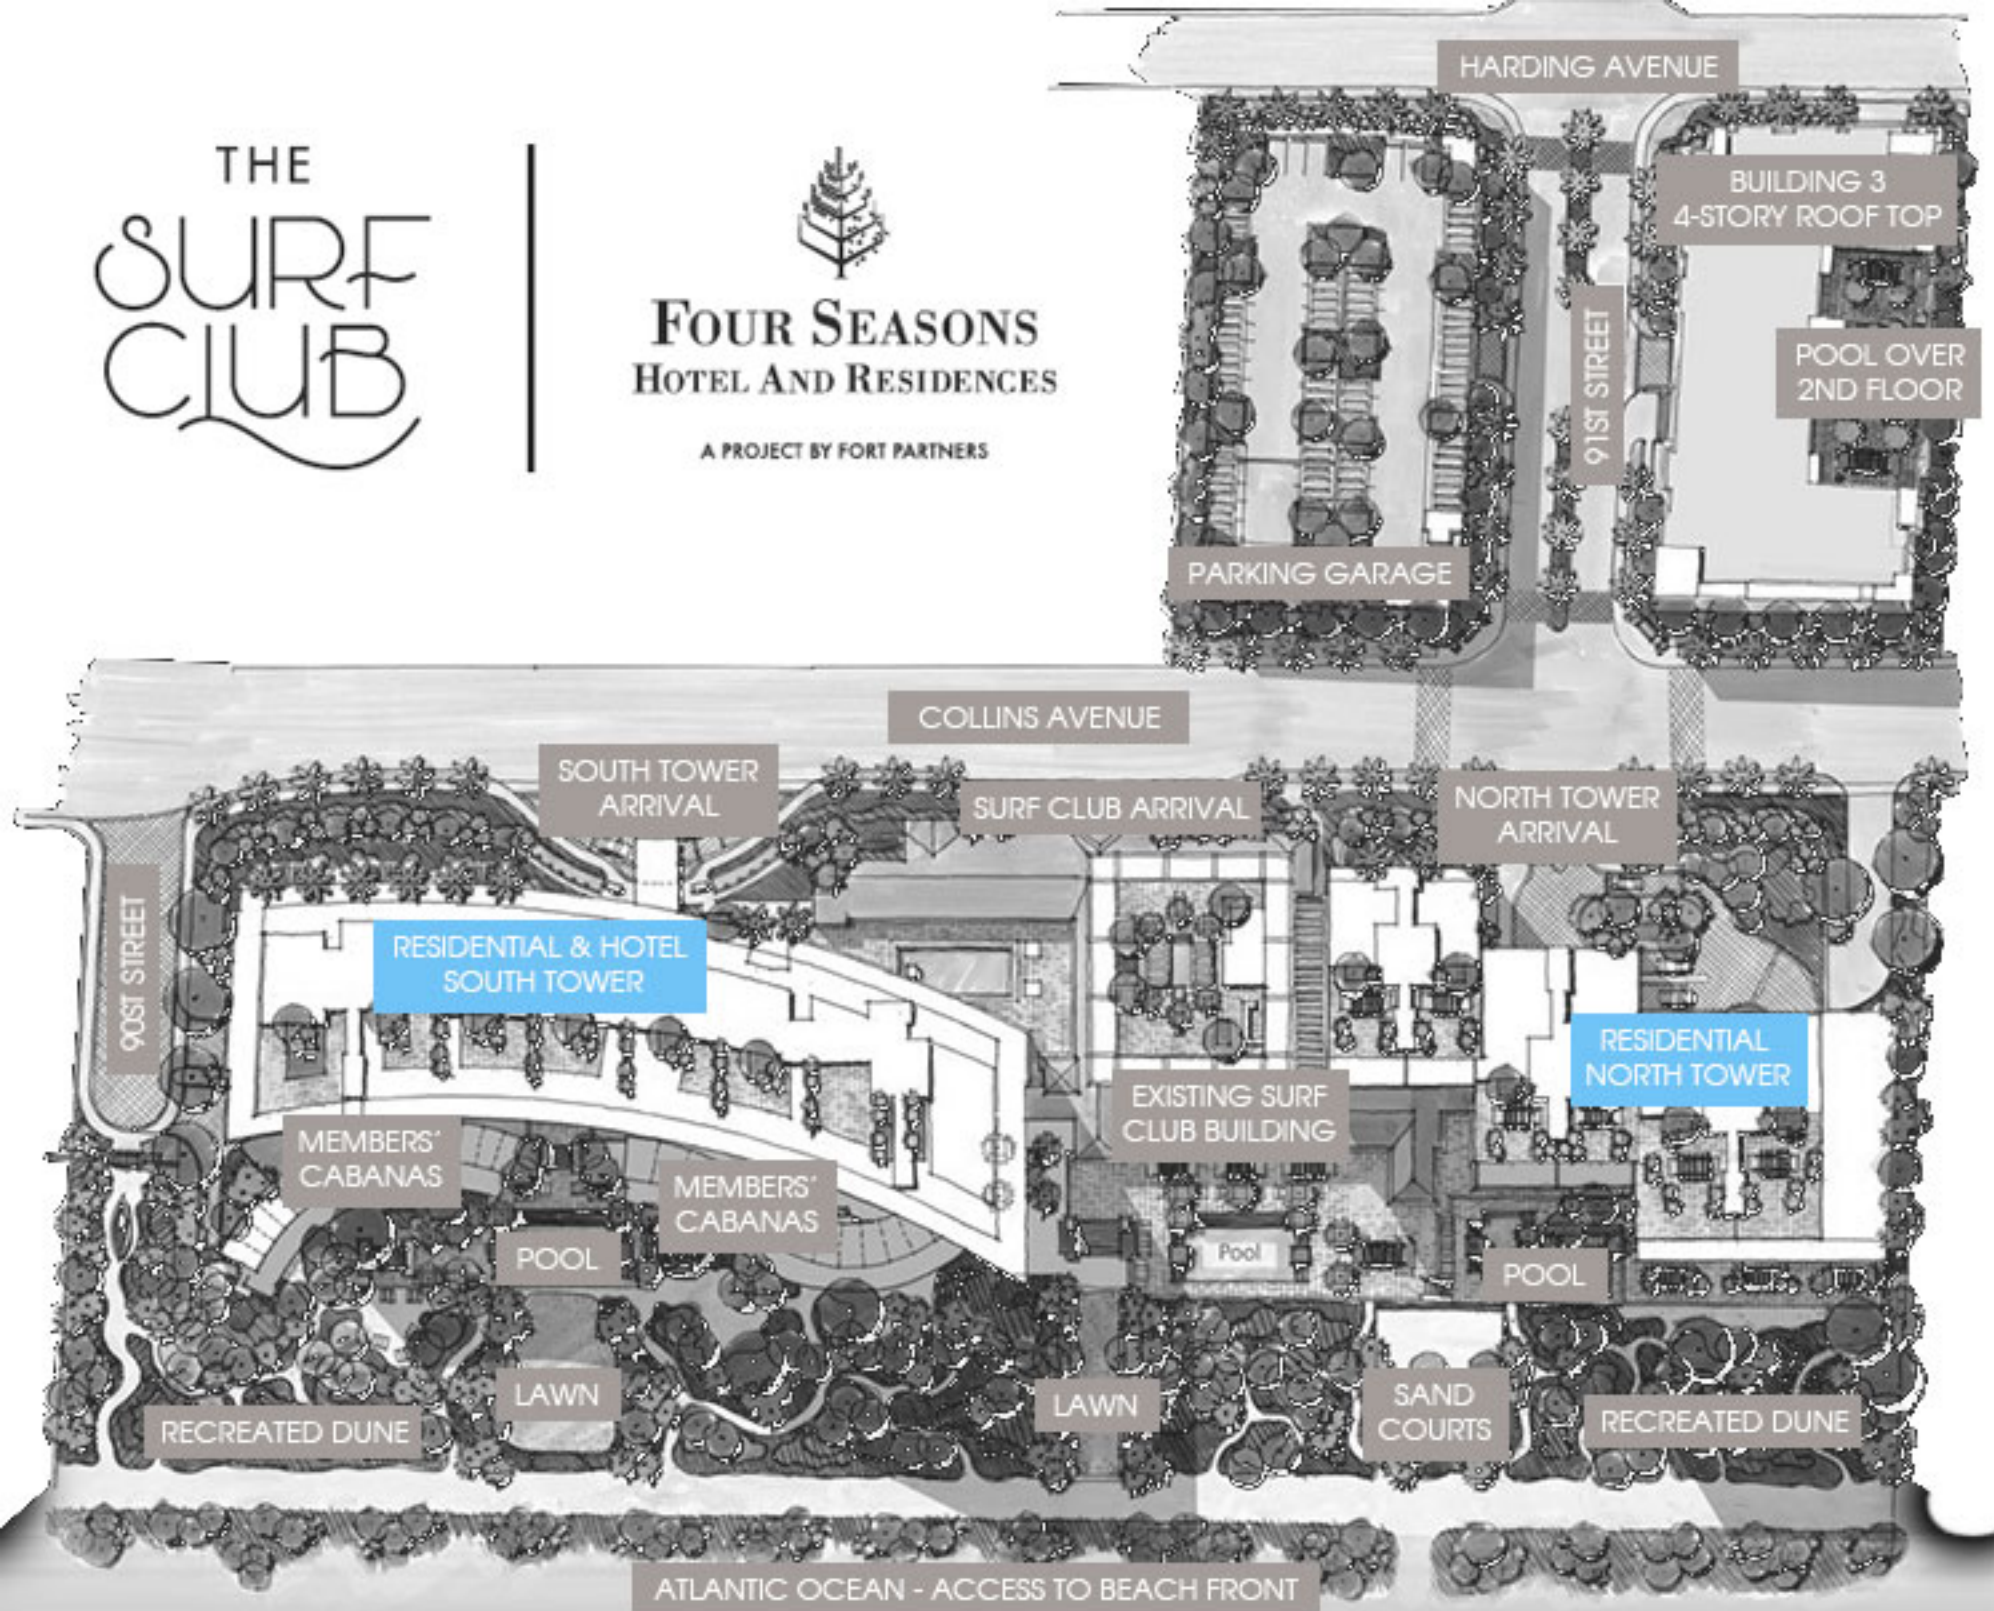 THE
SURF
CLUB
FOUR SEASONS
HOTEL AND RESIDENCES
A PROJECT BY FORT PARTNERS
HARDING AVENUE
BUILDING 3
4-STORY ROOF TOP
POOL OVER
2ND FLOOR
91ST STREET
PARKING GARAGE
COLLINS AVENUE
SOUTH TOWER
ARRIVAL
SURF CLUB ARRIVAL
NORTH TOWER
ARRIVAL
90ST STREET
RESIDENTIAL & HOTEL
SOUTH TOWER
RESIDENTIAL
NORTH TOWER
EXISTING SURF
CLUB BUILDING
MEMBERS'
CABANAS
MEMBERS'
CABANAS
POOL
Pool
POOL
LAWN
LAWN
SAND
COURTS
RECREATED DUNE
RECREATED DUNE
ATLANTIC OCEAN - ACCESS TO BEACH FRONT